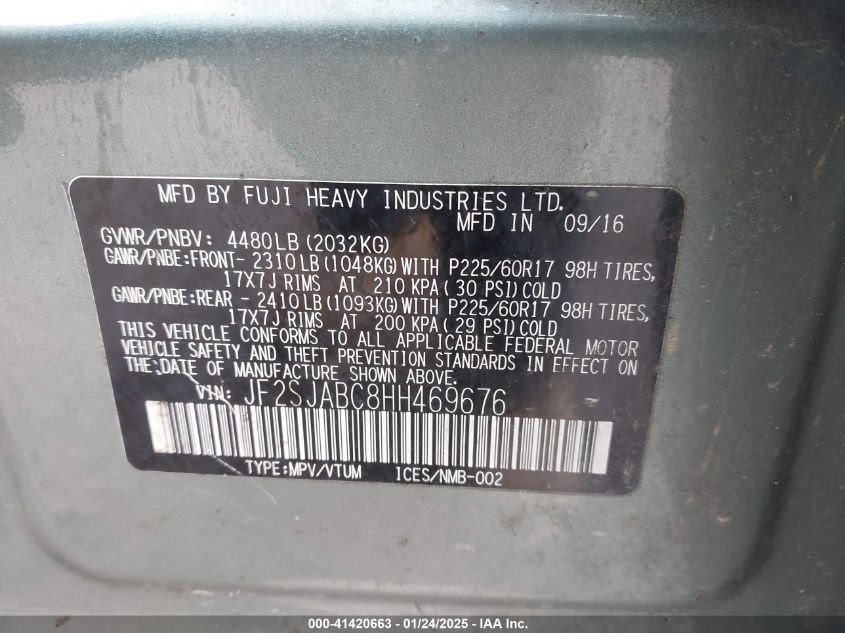 MFD BY FUJI HEAVY INDUSTRIES LTD.
MFD IN 09/16
GVWR/PNBV: 4480LB (2032KG)
GAWR/PNBE:FRONT- 2310LB (1048KG)WITH P225/60R17 98H TIRES,
17X7J RIMS AT 210 KPA( 30 PSI)COLD
GAWR/PNBE:REAR - 2410LB (1093KG)WITH P225/60R17 98H TIRES,
17X7J RIMS AT 200 KPA( 29 PSI)COLD
THIS VEHICLE CONFORMS TO ALL APPLICABLE FEDERAL MOTOR
VEHICLE SAFETY AND THEFT PREVENTION STANDARDS IN EFFECT ON
THE DATE OF MANUFACTURE SHOWN ABOVE.
VIN: JF2SJABC8HH469676
TYPE:MPV/VTUM ICES/NMB-002
000-41420663 - 01/24/2025 - IAA Inc.